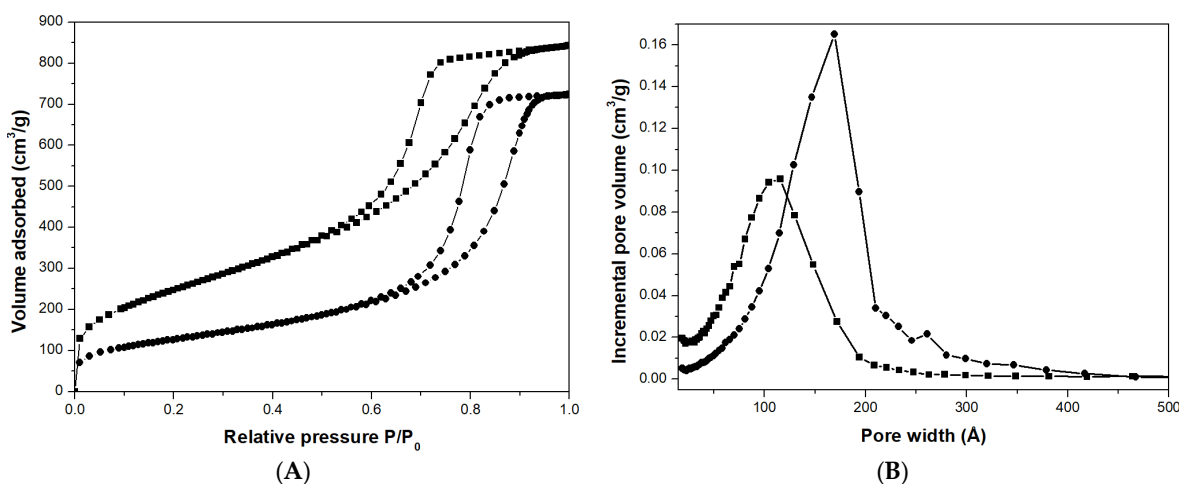 900
800
700
600
500
400
300
200
100
0
Volume adsorbed (cm³/g)
0.0 0.2 0.4 0.6 0.8 1.0
Relative pressure P/P₀
(A)
0.16
0.14
0.12
0.10
0.08
0.06
0.04
0.02
0.00
Incremental pore volume (cm³/g)
100 200 300 400 500
Pore width (Å)
(B)